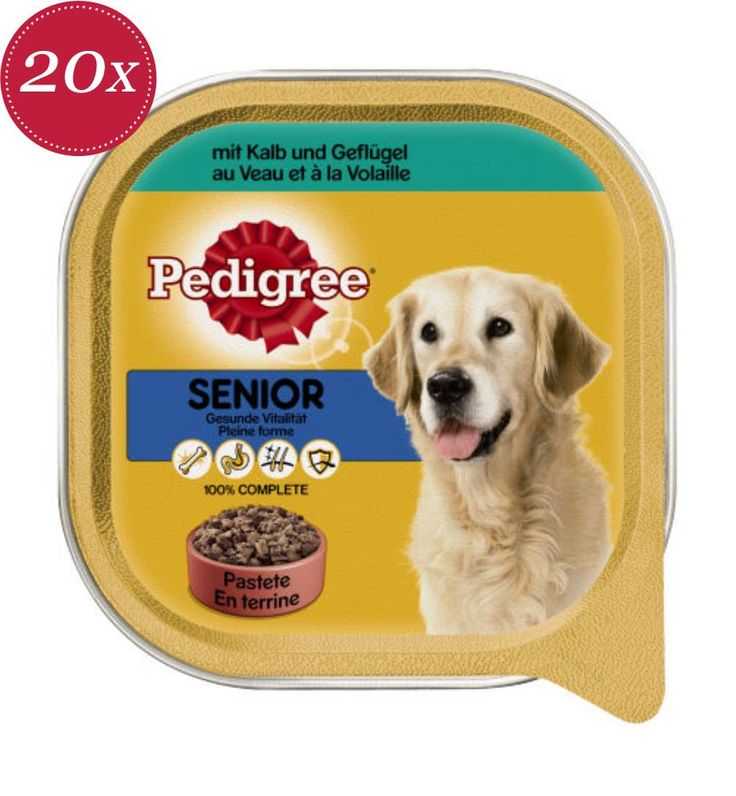 20x
mit Kalb und Geflügel
au Veau et à la Volaille
Pedigree®
SENIOR
Gesunde Vitalität
Pleine forme
100% COMPLETE
Pastete
En terrine